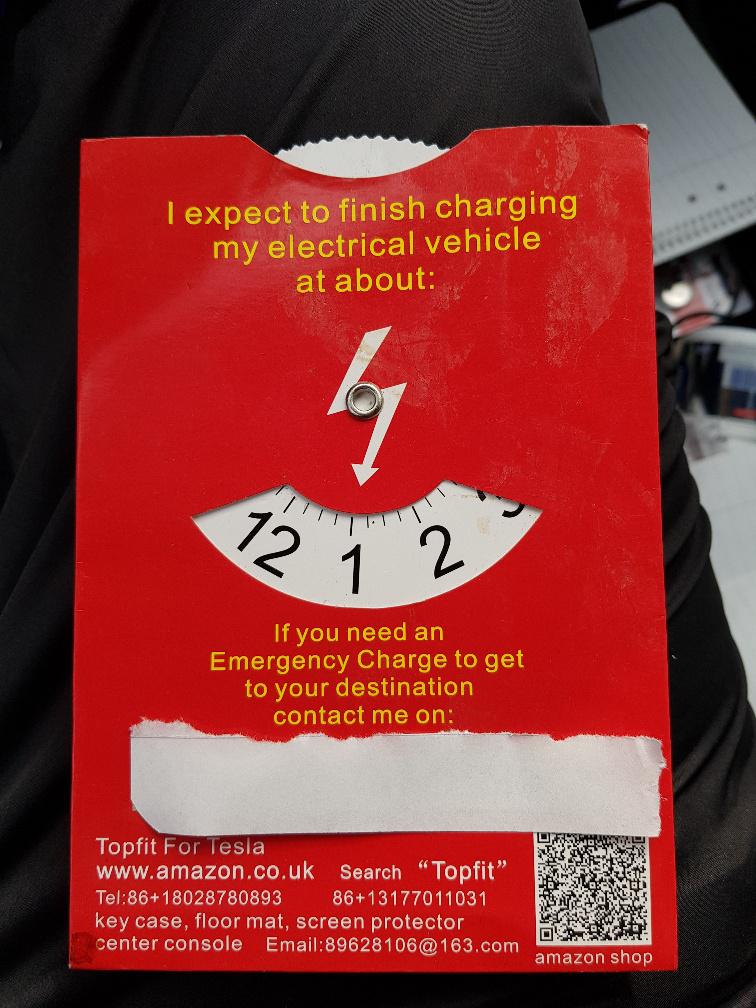 I expect to finish charging
my electrical vehicle
at about:
12 1 2
If you need an
Emergency Charge to get
to your destination
contact me on:
Topfit For Tesla
www.amazon.co.uk Search “Topfit”
Tel:86+18028780893 86+13177011031
key case, floor mat, screen protector
center console Email:89628106@163.com
amazon shop